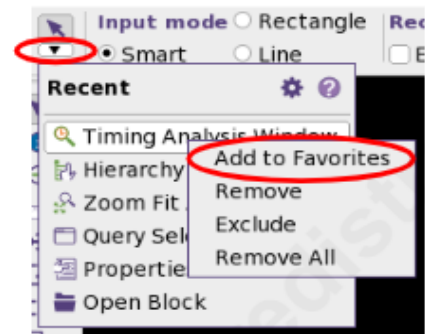 Input mode Rectangle Rec
Smart Line E
Recent
Timing Analysis Window
Add to Favorites
Hierarchy
Remove
Zoom Fit
Exclude
Query Sel
Remove All
Propertie
Open Block